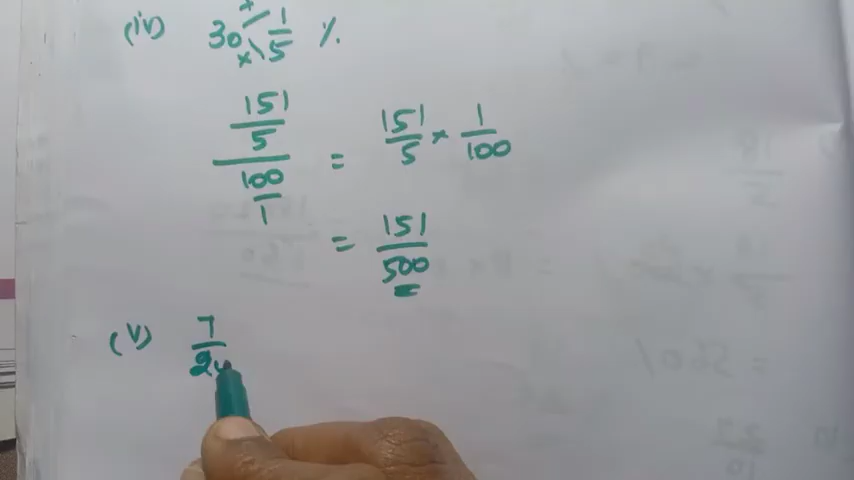 (iv) 30 1/5 %
151/5 / 100/1 = 151/5 × 1/100
= 151/500
(v) 7/2